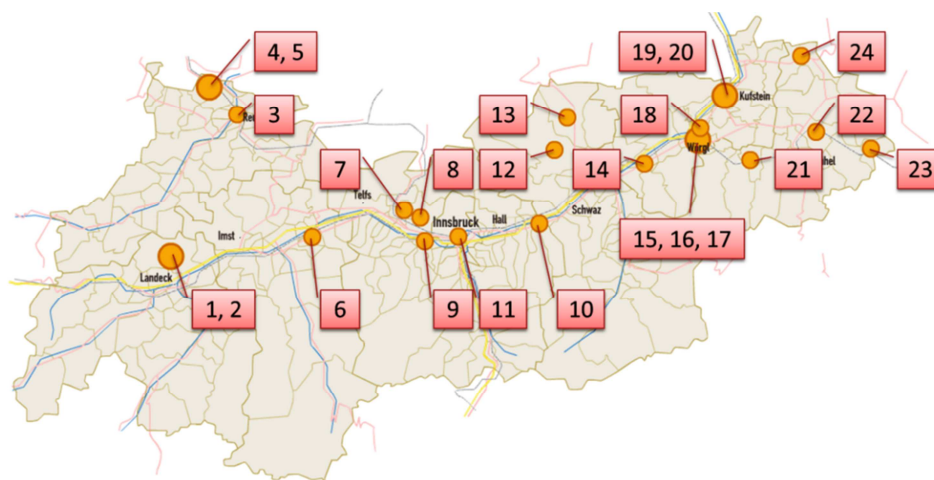 4, 5
19, 20
24
Kufstein
3
13
18
22
7
8
12
14
Wörgl
21
23
Telfs
Innsbruck
Hall
Schwaz
Imst
15, 16, 17
Landeck
1, 2
6
9
11
10